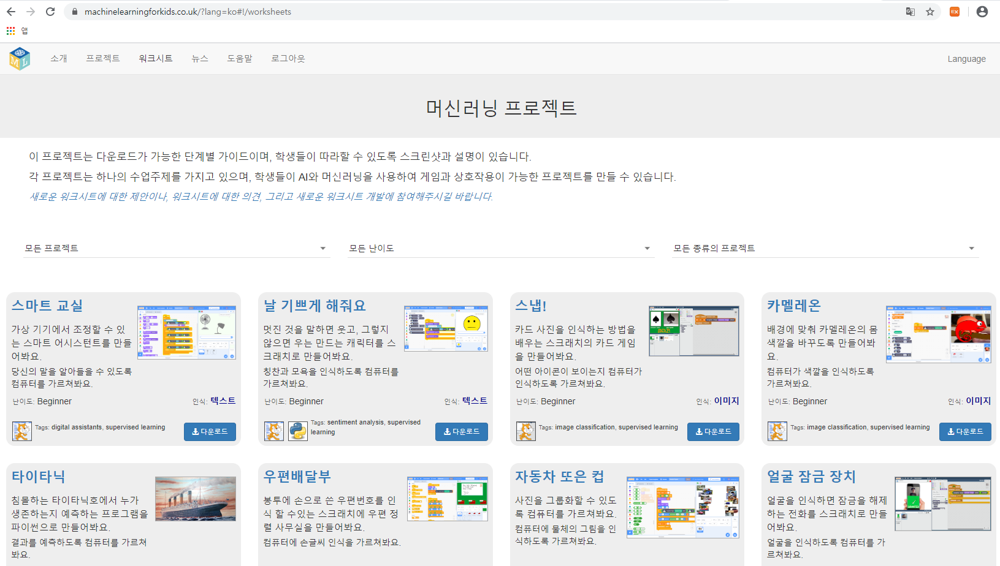 machinelearningforkids.co.uk/?lang=ko#!/worksheets
앱
소개 프로젝트 워크시트 뉴스 도움말 로그아웃 Language
머신러닝 프로젝트
이 프로젝트는 다운로드가 가능한 단계별 가이드이며, 학생들이 따라할 수 있도록 스크린샷과 설명이 있습니다.
각 프로젝트는 하나의 수업주제를 가지고 있으며, 학생들이 AI와 머신러닝을 사용하여 게임과 상호작용이 가능한 프로젝트를 만들 수 있습니다.
새로운 워크시트에 대한 제안이나, 워크시트에 대한 의견, 그리고 새로운 워크시트 개발에 참여해주시길 바랍니다.
모든 프로젝트 모든 난이도 모든 종류의 프로젝트
스마트 교실
가상 기기에서 조정할 수 있
는 스마트 어시스턴트를 만들
어봐요.
당신의 말을 알아들을 수 있도록
컴퓨터를 가르쳐봐요.
난이도: Beginner 인식: 텍스트
Tags: digital assistants, supervised learning
다운로드
날 기쁘게 해줘요
멋진 것을 말하면 웃고, 그렇지
않으면 우는 만드는 캐릭터를 스
크래치로 만들어봐요.
칭찬과 모욕을 인식하도록 컴퓨터를
가르쳐봐요.
난이도: Beginner 인식: 텍스트
Tags: sentiment analysis, supervised
learning
다운로드
스냅!
카드 사진을 인식하는 방법을
배우는 스크래치의 카드 게임
을 만들어봐요.
어떤 아이콘이 보이는지 컴퓨터가
인식하도록 가르쳐봐요.
난이도: Beginner 인식: 이미지
Tags: image classification, supervised learning
다운로드
카멜레온
배경에 맞춰 카멜레온의 몸
색깔을 바꾸도록 만들어봐
요.
컴퓨터가 색깔을 인식하도록
가르쳐봐요.
난이도: Beginner 인식: 이미지
Tags: image classification, supervised learning
다운로드
타이타닉
침몰하는 타이타닉호에서 누가
생존하는지 예측하는 프로그램을
파이썬으로 만들어봐요.
결과를 예측하도록 컴퓨터를 가르쳐
봐요.
우편배달부
봉투에 손으로 쓴 우편번호를 인
식 할 수있는 스크래치에 우편 정
렬 사무실을 만들어봐요.
컴퓨터에 손글씨 인식을 가르쳐봐요.
자동차 또은 컵
사진을 그룹화할 수 있도
록 컴퓨터를 가르쳐봐요.
컴퓨터에 물체의 그림을 인
식하도록 가르쳐봐요.
얼굴 잠금 장치
얼굴을 인식하면 잠금을 해제
하는 전화를 스크래치로 만들
어봐요.
얼굴을 인식하도록 컴퓨터를 가
르쳐봐요.